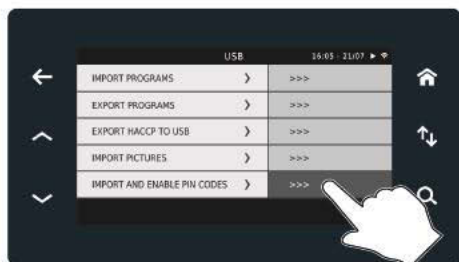 USB 16:05 - 21/07
IMPORT PROGRAMS >>>
EXPORT PROGRAMS >>>
EXPORT HACCP TO USB >>>
IMPORT PICTURES >>>
IMPORT AND ENABLE PIN CODES >>>